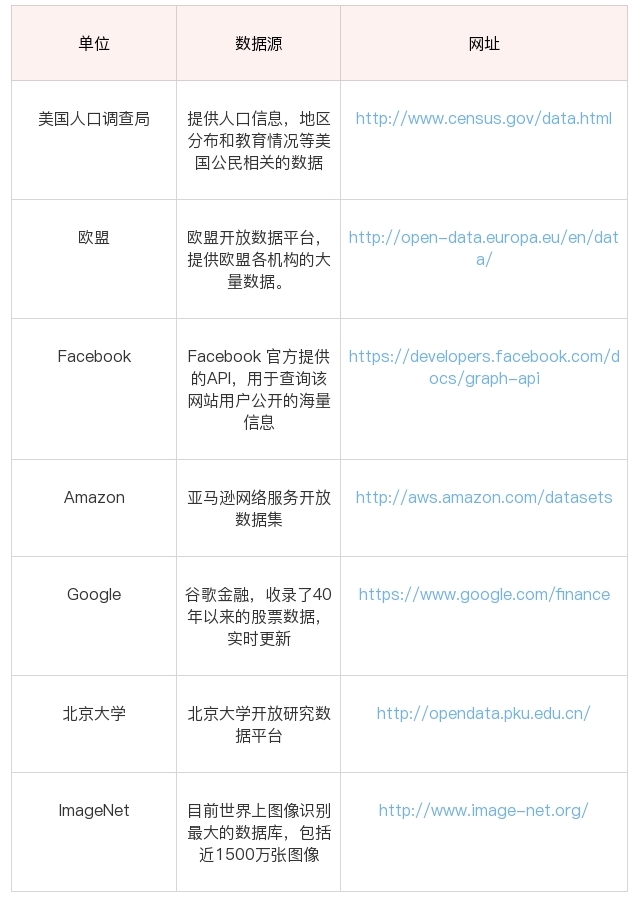 单位
数据源
网址
美国人口调查局
提供人口信息，地区
分布和教育情况等美
国公民相关的数据
http://www.census.gov/data.html
欧盟
欧盟开放数据平台，
提供欧盟各机构的大
量数据。
http://open-data.europa.eu/en/dat
a/
Facebook
Facebook 官方提供
的API，用于查询该
网站用户公开的海量
信息
https://developers.facebook.com/d
ocs/graph-api
Amazon
亚马逊网络服务开放
数据集
http://aws.amazon.com/datasets
Google
谷歌金融，收录了40
年以来的股票数据，
实时更新
https://www.google.com/finance
北京大学
北京大学开放研究数
据平台
http://opendata.pku.edu.cn/
ImageNet
目前世界上图像识别
最大的数据库，包括
近1500万张图像
http://www.image-net.org/